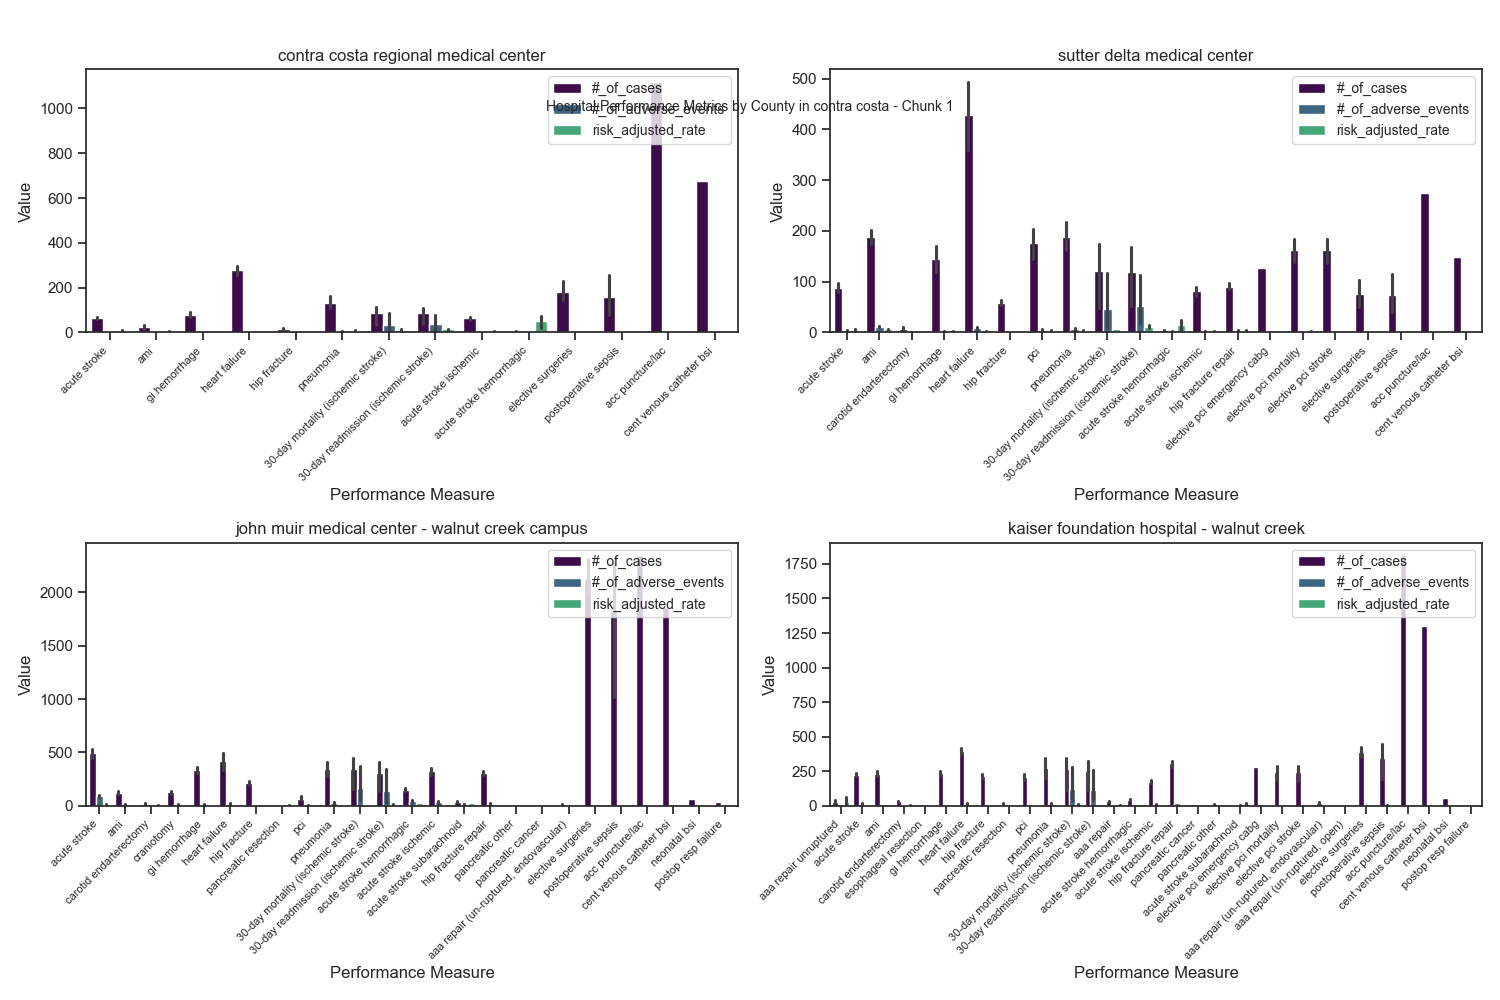 contra costa regional medical center
#_of_cases
#_of_adverse_events
risk_adjusted_rate
Value
1000
800
600
400
200
0
acute stroke
ami
gi hemorrhage
heart failure
hip fracture
pneumonia
30-day mortality (ischemic stroke)
30-day readmission (ischemic stroke)
acute stroke ischemic
acute stroke hemorrhagic
elective surgeries
postoperative sepsis
acc puncture/lac
cent venous catheter bsi
Performance Measure
Hospital Performance Metrics by County in contra costa - Chunk 1
sutter delta medical center
#_of_cases
#_of_adverse_events
risk_adjusted_rate
Value
500
400
300
200
100
0
acute stroke
ami
carotid endarterectomy
gi hemorrhage
heart failure
hip fracture
pci
pneumonia
30-day mortality (ischemic stroke)
30-day readmission (ischemic stroke)
acute stroke hemorrhagic
acute stroke ischemic
hip fracture repair
elective pci emergency cabg
elective pci mortality
elective pci stroke
elective surgeries
postoperative sepsis
acc puncture/lac
cent venous catheter bsi
Performance Measure
john muir medical center - walnut creek campus
#_of_cases
#_of_adverse_events
risk_adjusted_rate
Value
2000
1500
1000
500
0
acute stroke
ami
carotid endarterectomy
craniotomy
gi hemorrhage
heart failure
hip fracture
pancreatic resection
pci
pneumonia
30-day mortality (ischemic stroke)
30-day readmission (ischemic stroke)
acute stroke hemorrhagic
acute stroke ischemic
acute stroke subarachnoid
hip fracture repair
pancreatic other
pancreatic cancer
aaa repair (un-ruptured, endovascular)
elective surgeries
postoperative sepsis
acc puncture/lac
cent venous catheter bsi
neonatal bsi
postop resp failure
Performance Measure
kaiser foundation hospital - walnut creek
#_of_cases
#_of_adverse_events
risk_adjusted_rate
Value
1750
1500
1250
1000
750
500
250
0
aaa repair unruptured
acute stroke
ami
carotid endarterectomy
esophageal resection
gi hemorrhage
heart failure
hip fracture
pancreatic resection
pci
pneumonia
30-day mortality (ischemic stroke)
30-day readmission (ischemic stroke)
aaa repair
acute stroke hemorrhagic
acute stroke ischemic
hip fracture repair
pancreatic cancer
pancreatic other
acute stroke subarachnoid
elective pci emergency cabg
elective pci mortality
elective pci stroke
aaa repair (un-ruptured, endovascular)
aaa repair (un-ruptured, open)
elective surgeries
postoperative sepsis
acc puncture/lac
cent venous catheter bsi
neonatal bsi
postop resp failure
Performance Measure